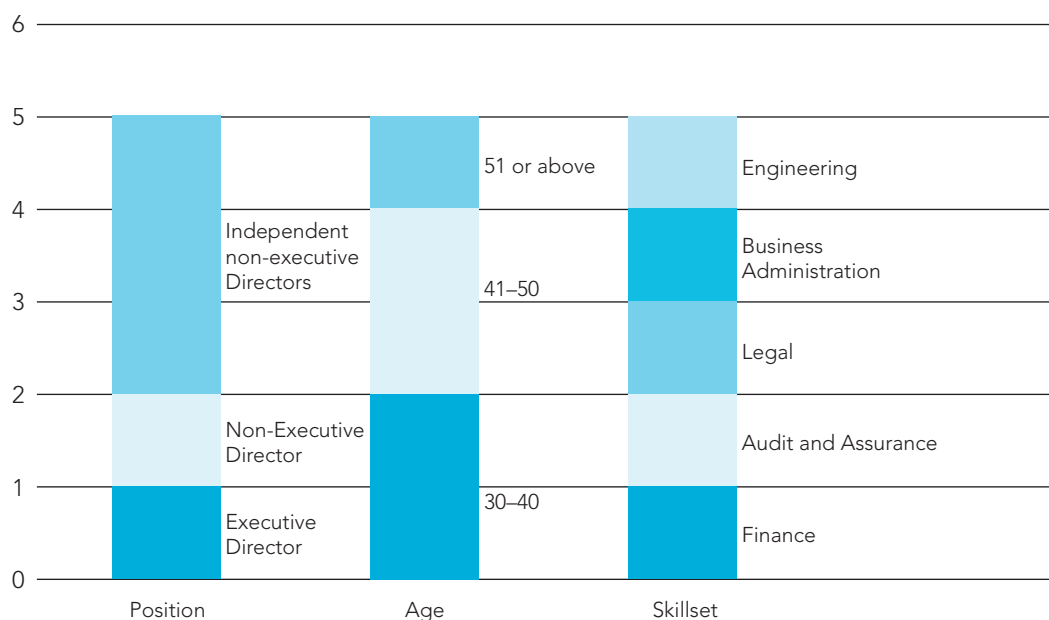 6
5
4
3
2
1
0
Independent
non-executive
Directors
Non-Executive
Director
Executive
Director
51 or above
41–50
30–40
Engineering
Business
Administration
Legal
Audit and Assurance
Finance
Position
Age
Skillset